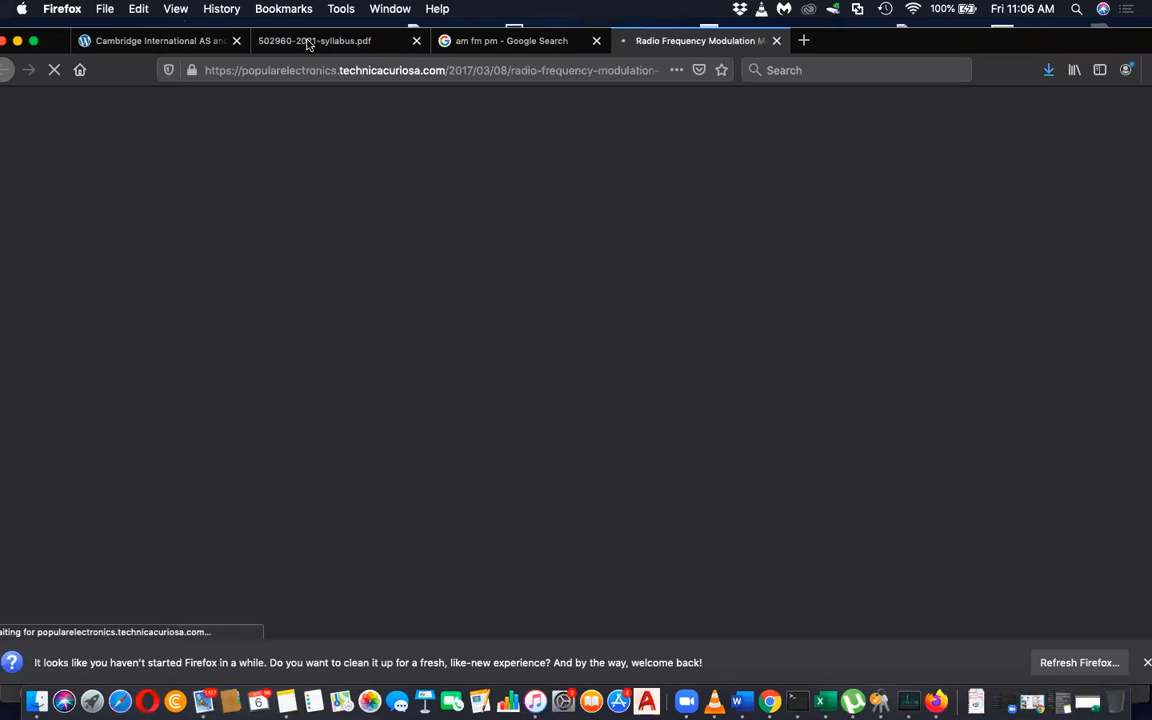 Firefox File Edit View History Bookmarks Tools Window Help 100% Fri 11:06 AM
Cambridge International AS and 502960-2021-syllabus.pdf am fm pm - Google Search Radio Frequency Modulation M
https://popularelectronics.technicacuriosa.com/2017/03/08/radio-frequency-modulation- Search
aiting for popularelectronics.technicacuriosa.com...
It looks like you haven't started Firefox in a while. Do you want to clean it up for a fresh, like-new experience? And by the way, welcome back! Refresh Firefox...